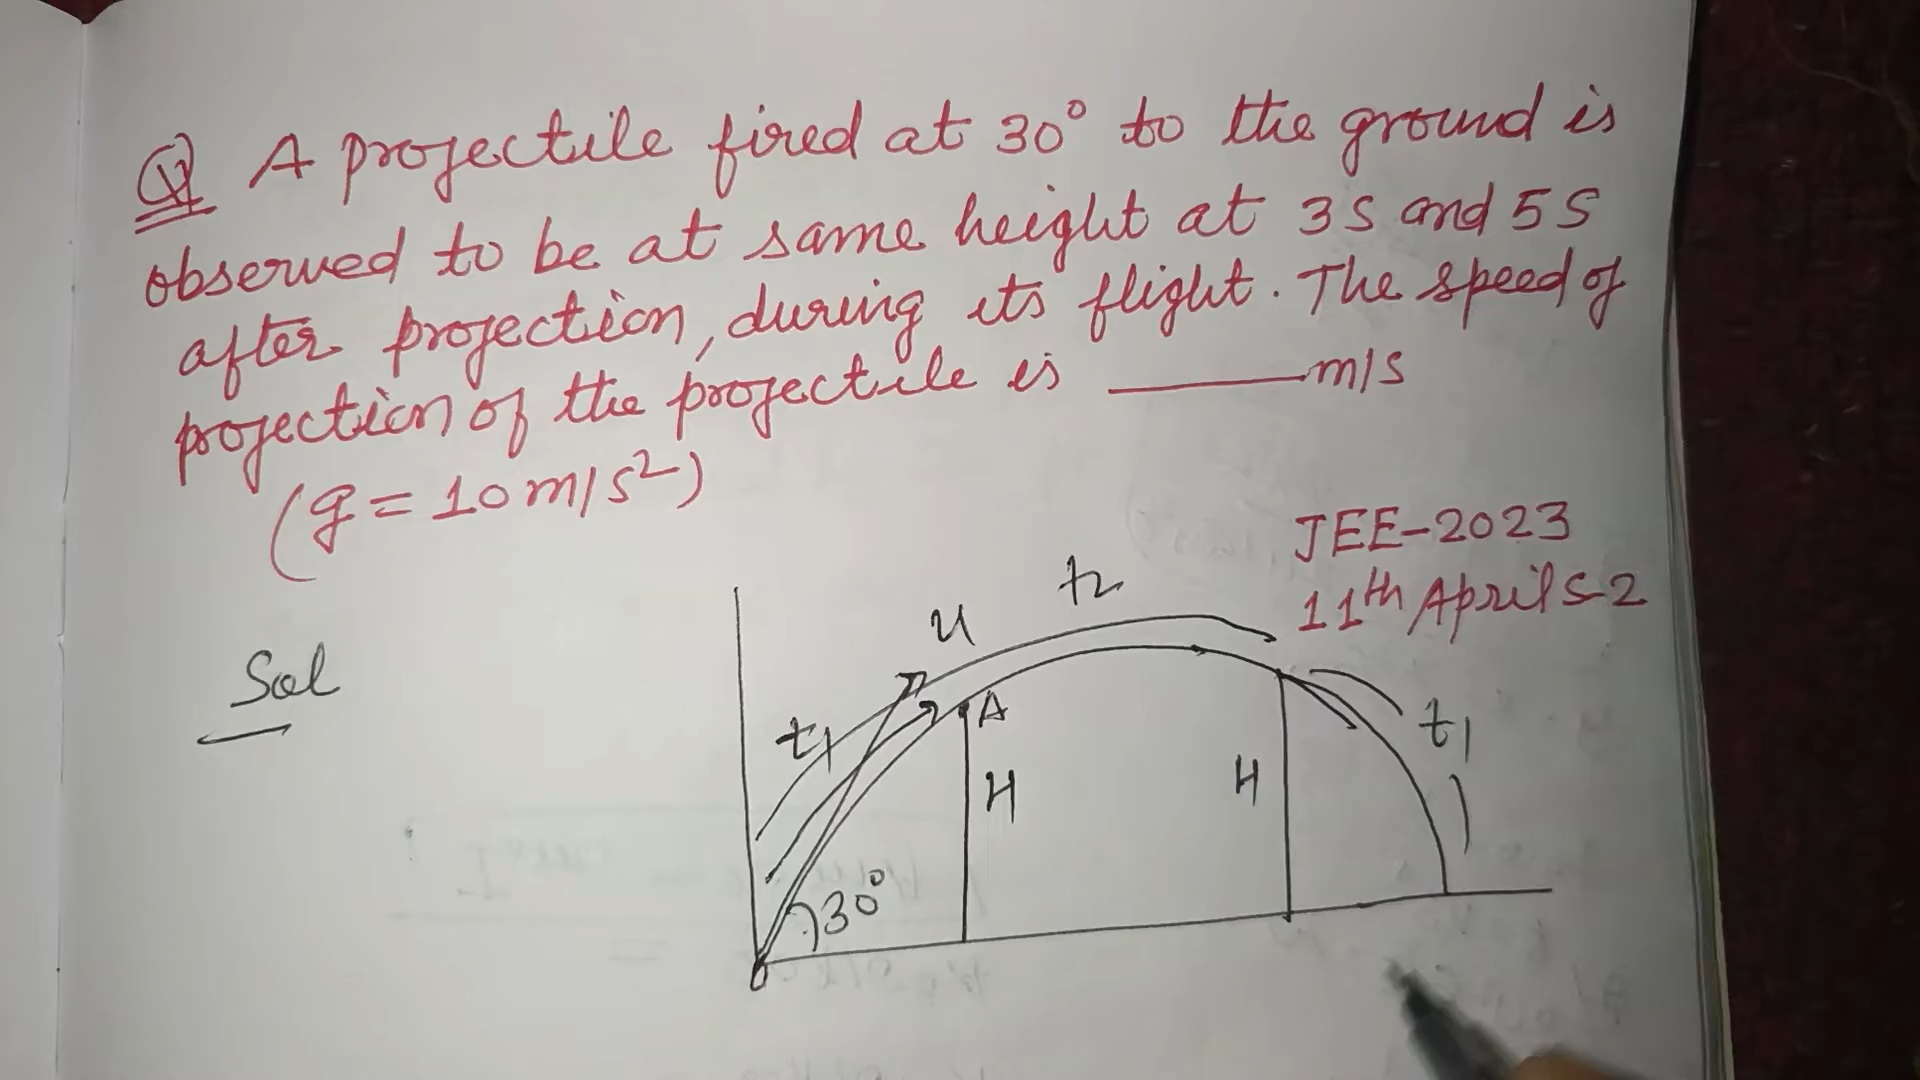 Q A projectile fired at 30° to the ground is
observed to be at same height at 3S and 5S
after projection, during its flight. The speed of
projection of the projectile is ______ m/s
(g = 10 m/s²)
JEE-2023
11th April S-2
Sol
u
t2
t1
A
H
H
t1
30°
O